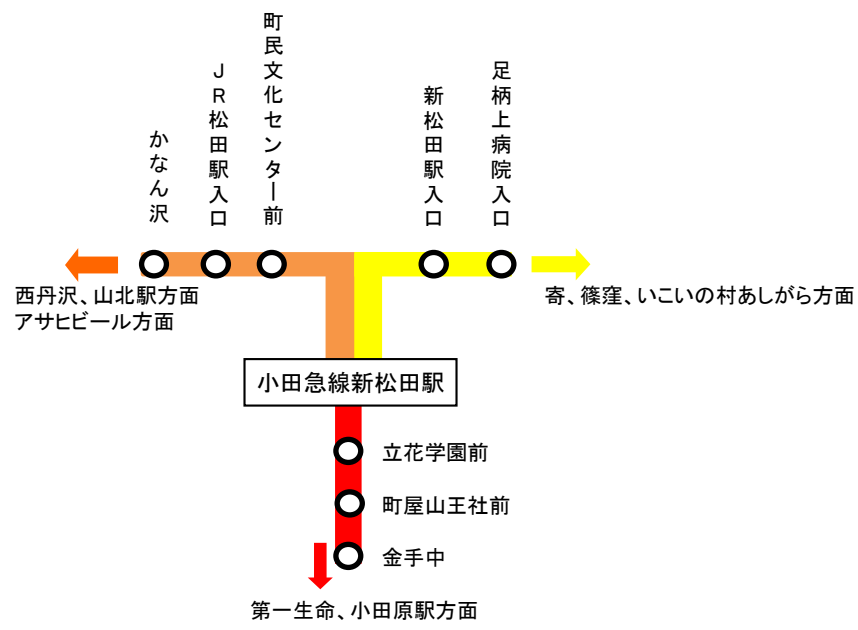 かなん沢
JR松田駅入口
町民文化センター前
新松田駅入口
足柄上病院入口
西丹沢、山北駅方面
アサヒビール方面
寄、篠窪、いこいの村あしがら方面
小田急線新松田駅
立花学園前
町屋山王社前
金手中
第一生命、小田原駅方面